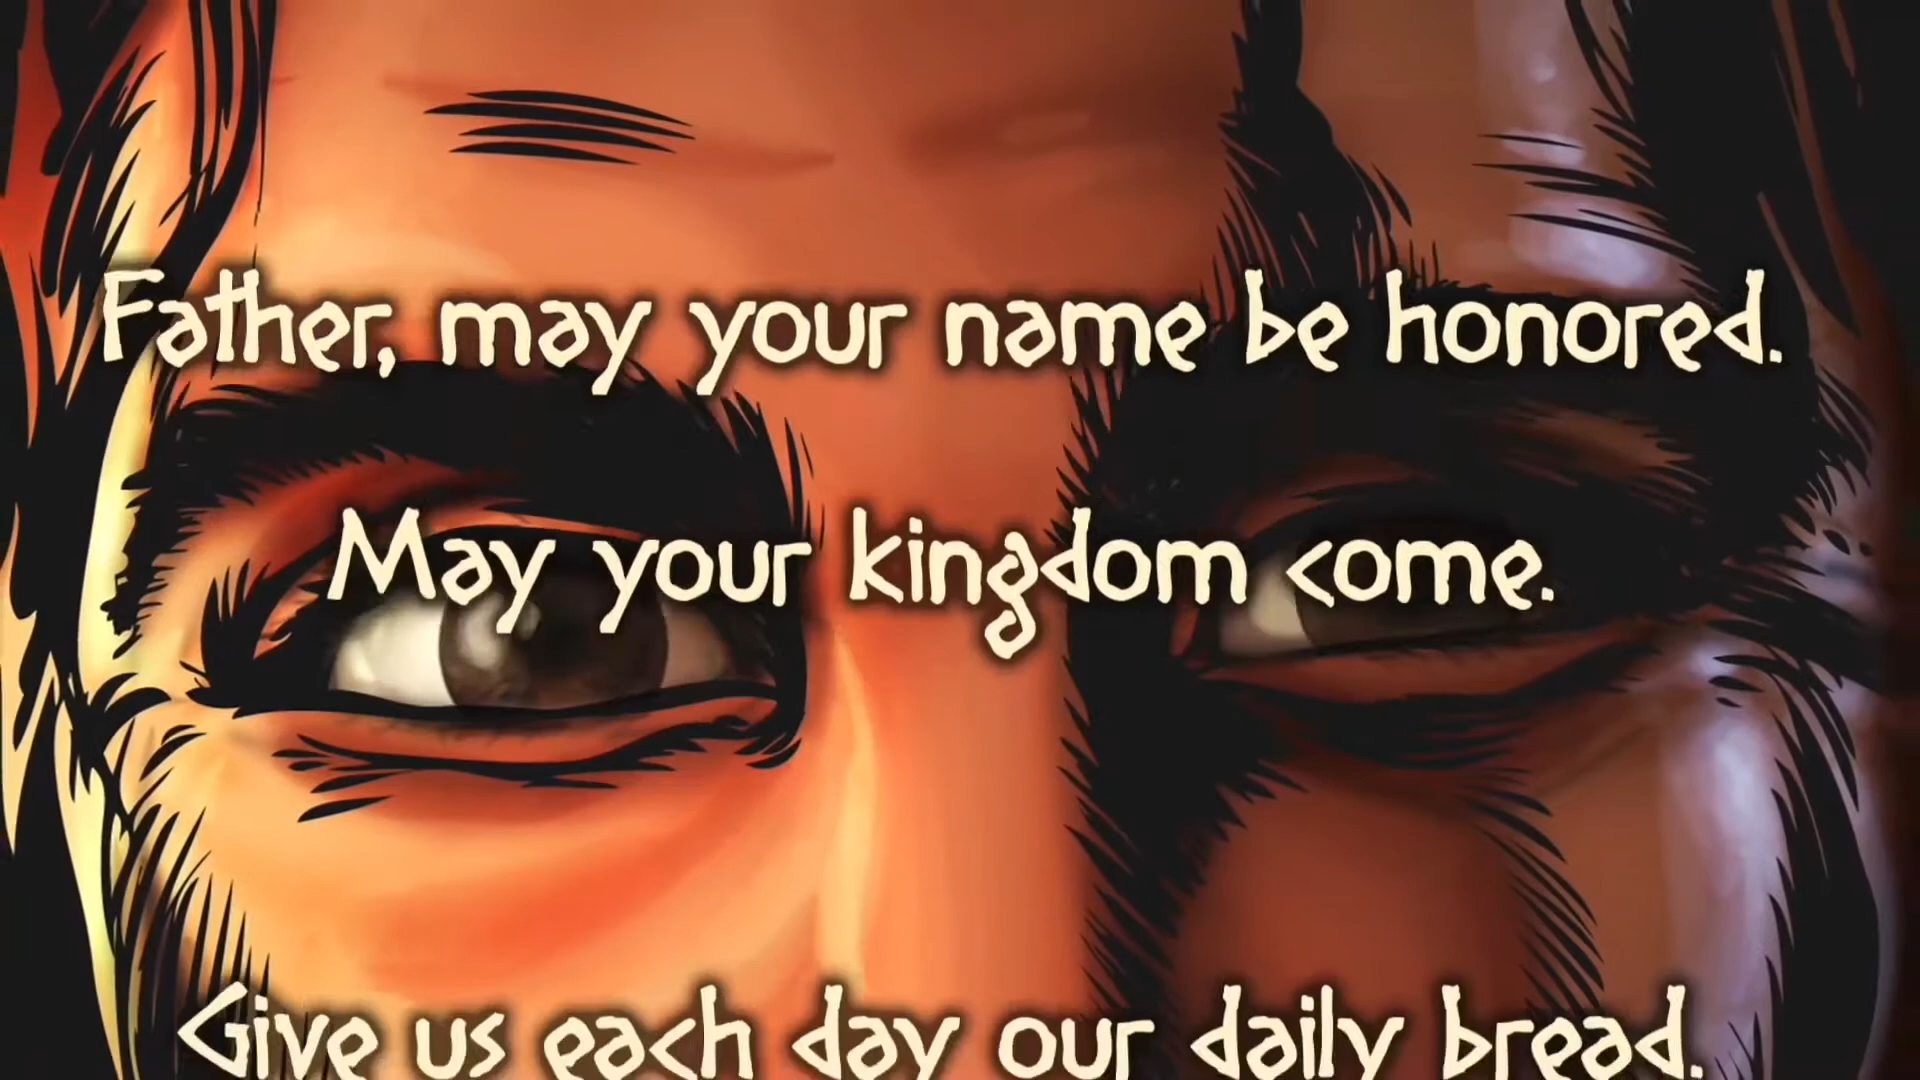 Father, may your name be honored.
May your kingdom come.
Give us each day our daily bread.